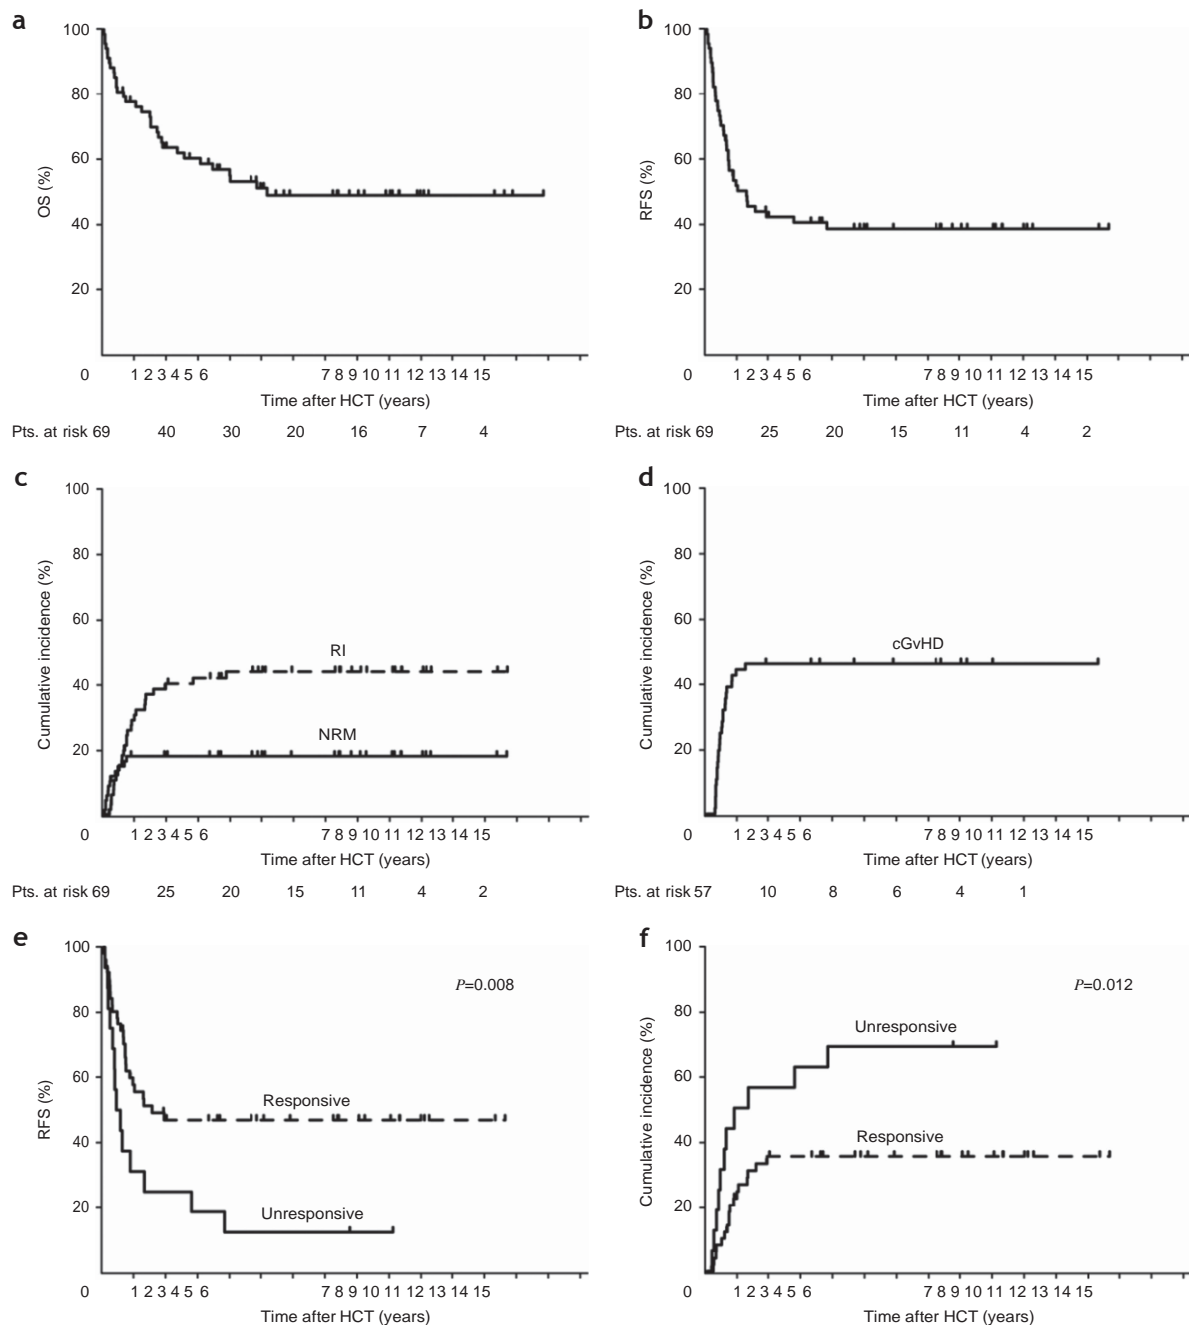 a
100
80
60
40
20
OS (%)
0 1 2 3 4 5 6 7 8 9 10 11 12 13 14 15
Time after HCT (years)
Pts. at risk 69 40 30 20 16 7 4
b
100
80
60
40
20
RFS (%)
0 1 2 3 4 5 6 7 8 9 10 11 12 13 14 15
Time after HCT (years)
Pts. at risk 69 25 20 15 11 4 2
c
100
80
60
40
20
Cumulative incidence (%)
RI
NRM
0 1 2 3 4 5 6 7 8 9 10 11 12 13 14 15
Time after HCT (years)
Pts. at risk 69 25 20 15 11 4 2
d
100
80
60
40
20
Cumulative incidence (%)
cGvHD
0 1 2 3 4 5 6 7 8 9 10 11 12 13 14 15
Time after HCT (years)
Pts. at risk 57 10 8 6 4 1
e
100
80
60
40
20
RFS (%)
P=0.008
Responsive
Unresponsive
0 1 2 3 4 5 6 7 8 9 10 11 12 13 14 15
Time after HCT (years)
f
100
80
60
40
20
Cumulative incidence (%)
P=0.012
Unresponsive
Responsive
0 1 2 3 4 5 6 7 8 9 10 11 12 13 14 15
Time after HCT (years)